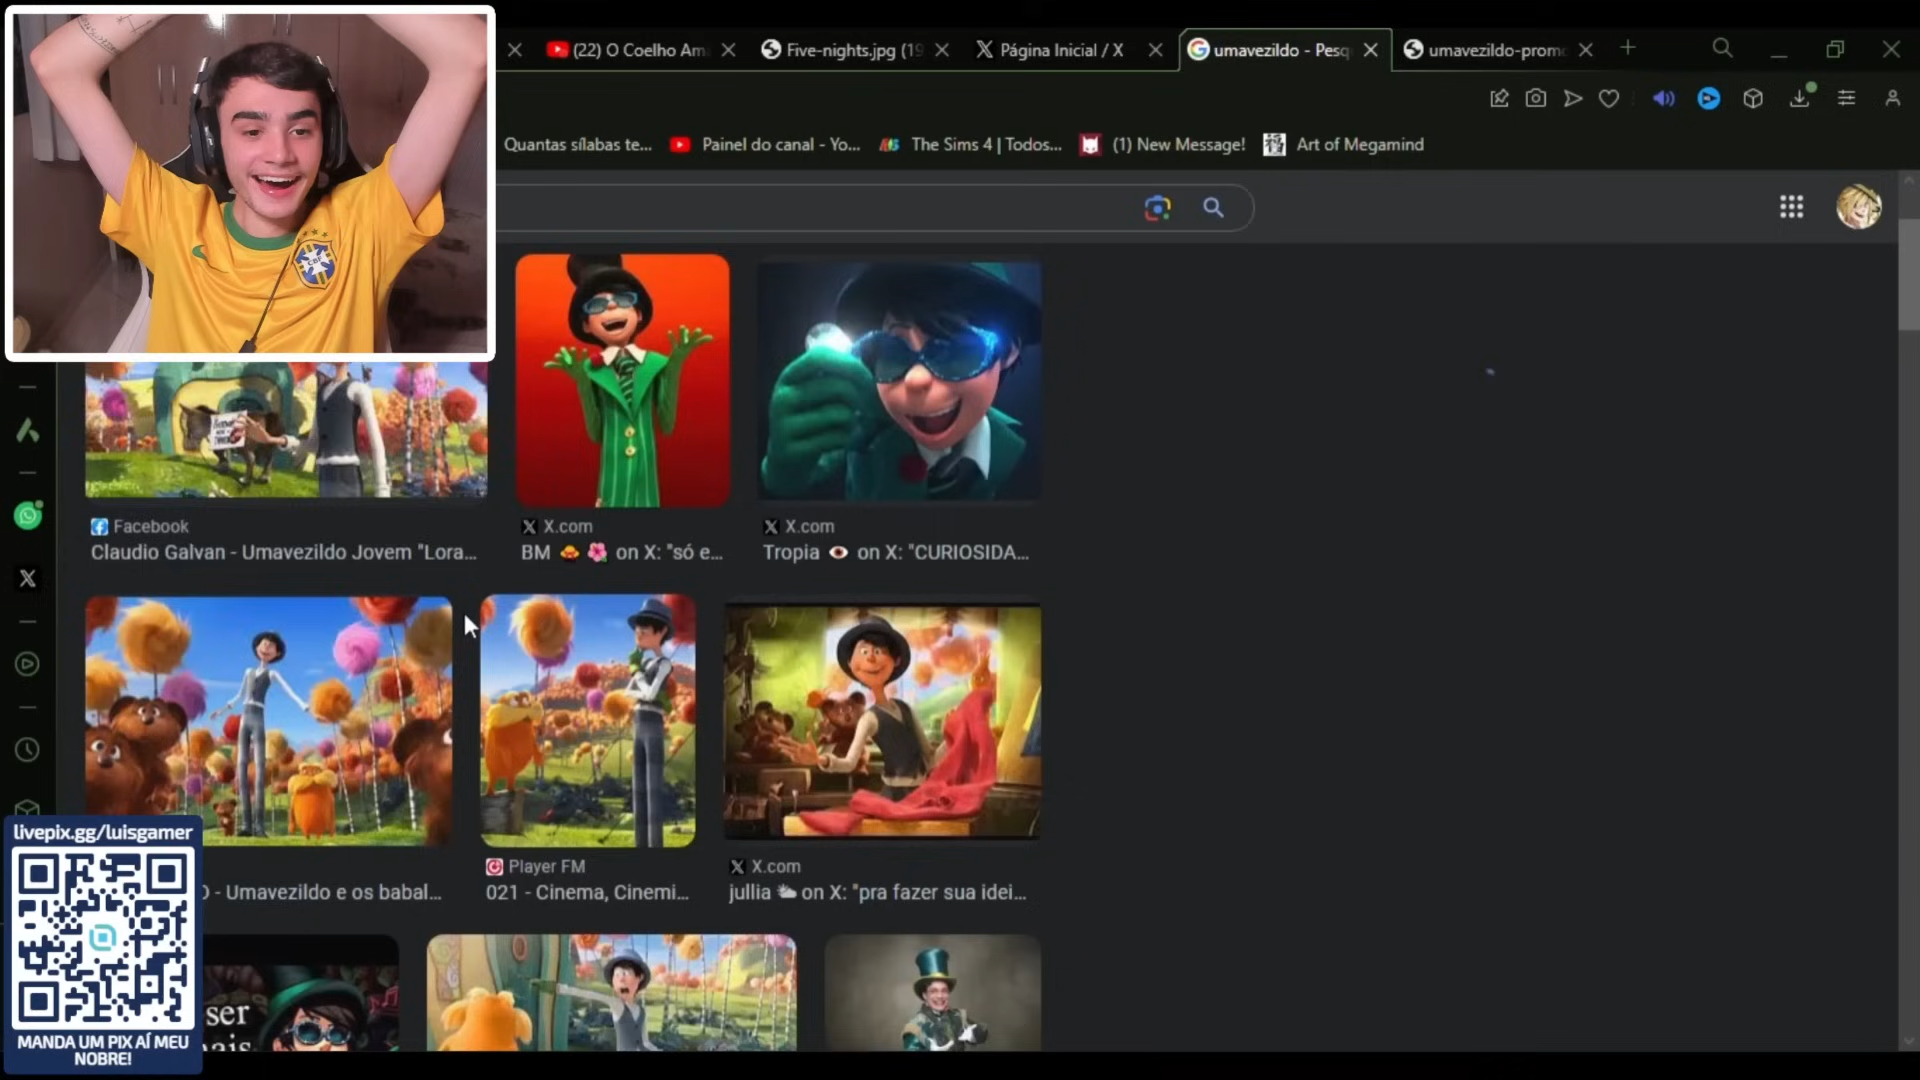 (22) O Coelho Am
Five-nights.jpg (19
Página Inicial / X
umavezildo - Pesq
umavezildo-prom
Quantas sílabas te...
Painel do canal - Yo...
The Sims 4 | Todos...
(1) New Message!
Art of Megamind
CBF
Facebook
Claudio Galvan - Umavezildo Jovem "Lora...
X.com
BM on X: "só e...
X.com
Tropia on X: "CURIOSIDA...
- Umavezildo e os babal...
Player FM
021 - Cinema, Cinemi...
X.com
jullia on X: "pra fazer sua idei...
ser
livepix.gg/luisgamer
MANDA UM PIX AÍ MEU
NOBRE!